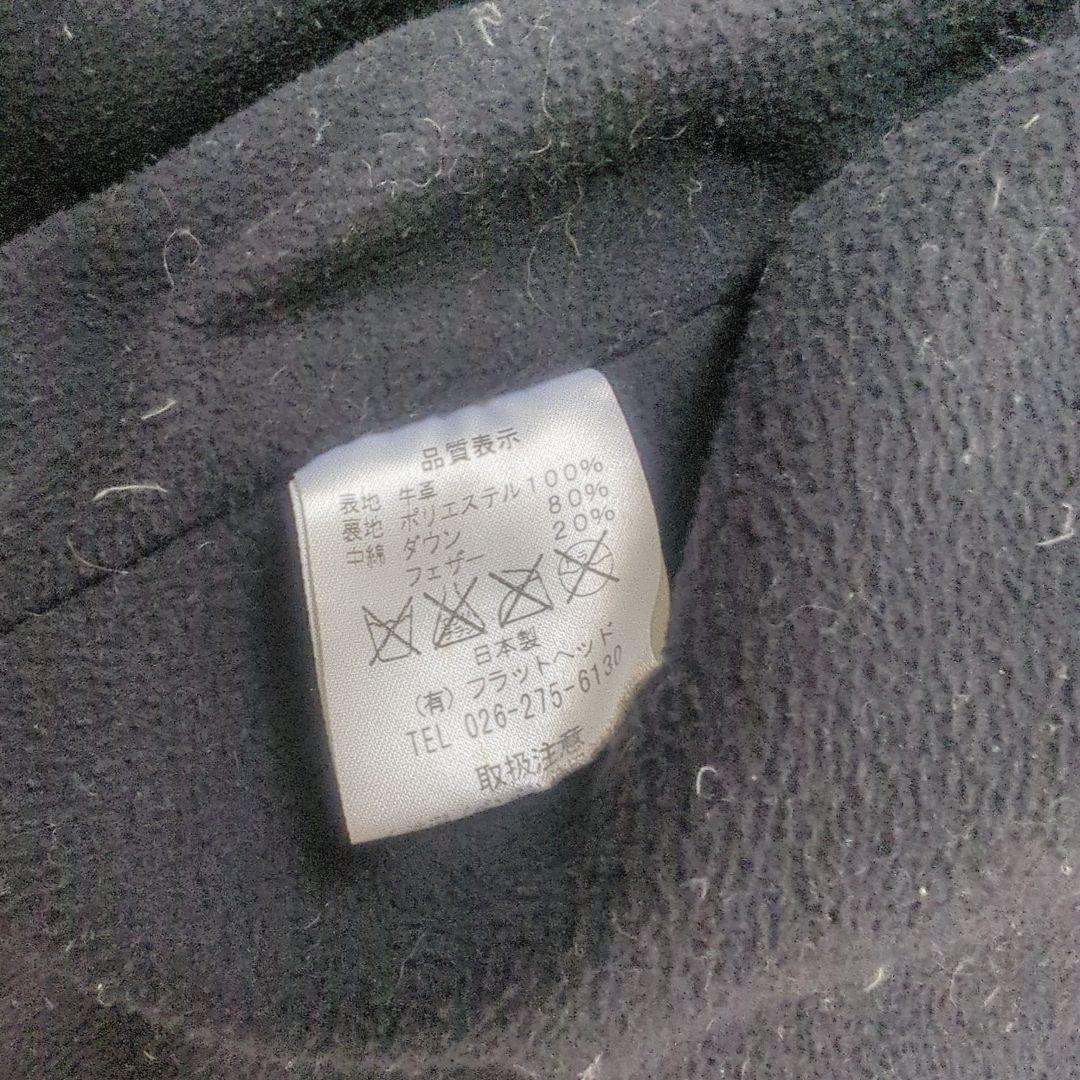 品質表示
表地 牛革
裏地 ポリエステル100%
中綿 ダウン 80%
フェザー 20%
日本製
(有)フラットヘッド
TEL 026-275-6130
取扱注意